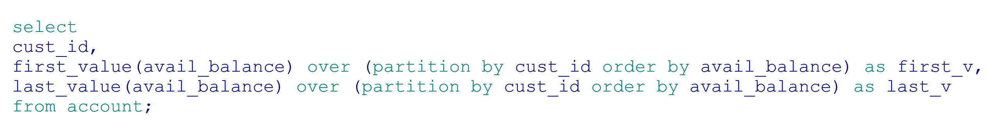 select
cust_id,
first_value(avail_balance) over (partition by cust_id order by avail_balance) as first_v,
last_value(avail_balance) over (partition by cust_id order by avail_balance) as last_v
from account;